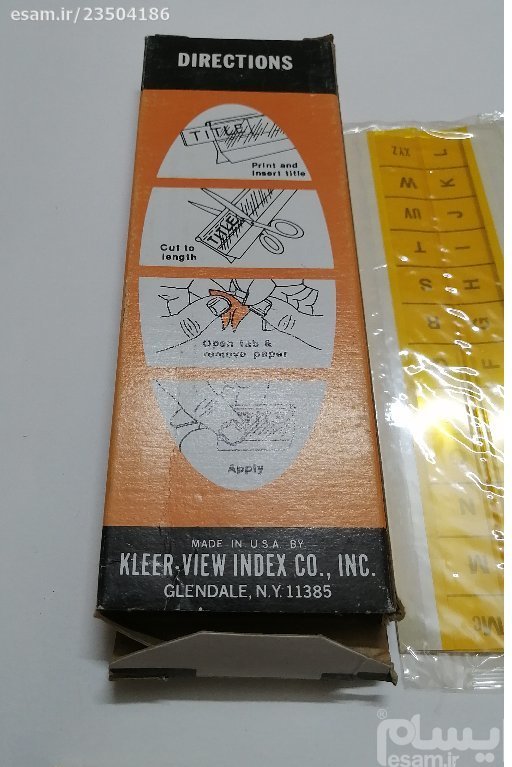 esam.ir/23504186
DIRECTIONS
TITLE
Print and
insert title
TITLE
Cut to
length
Open tab &
remove paper
Apply
MADE IN U.S.A. BY
KLEER-VIEW INDEX CO., INC.
GLENDALE, N.Y. 11385
XYZ L
W K
UV J
T I
S H
R G
F
N
M
Mc
ایسام
esam.ir